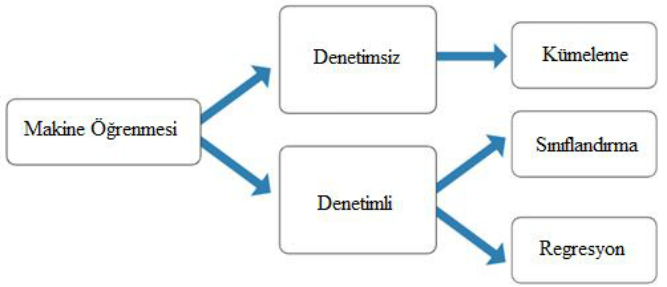 Makine Öğrenmesi
Denetimsiz
Kümeleme
Denetimli
Sınıflandırma
Regresyon